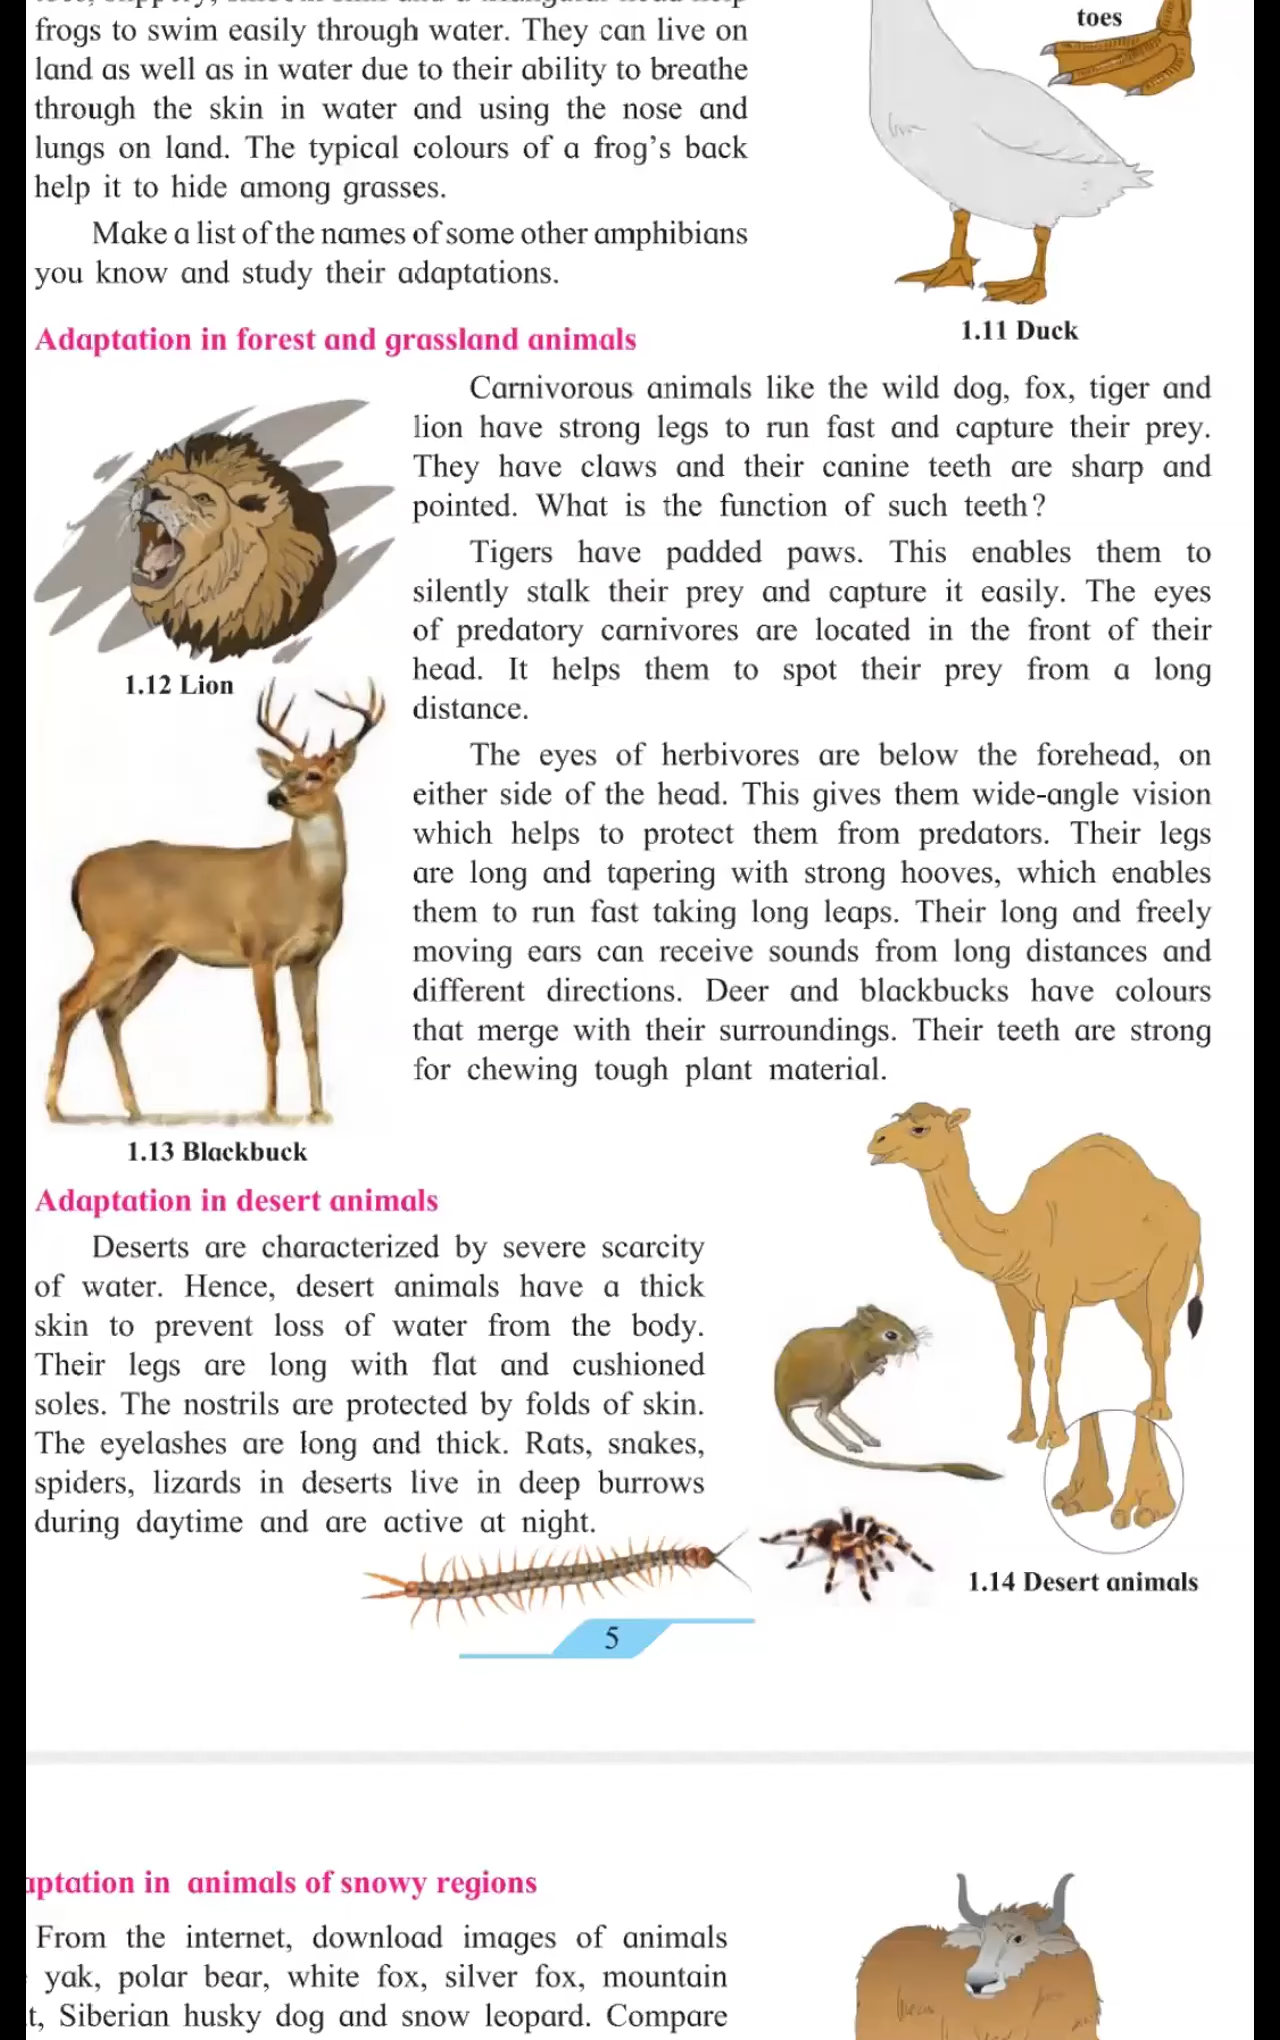 frogs to swim easily through water. They can live on
land as well as in water due to their ability to breathe
through the skin in water and using the nose and
lungs on land. The typical colours of a frog's back
help it to hide among grasses.
Make a list of the names of some other amphibians
you know and study their adaptations.
toes
1.11 Duck
Adaptation in forest and grassland animals
Carnivorous animals like the wild dog, fox, tiger and
lion have strong legs to run fast and capture their prey.
They have claws and their canine teeth are sharp and
pointed. What is the function of such teeth?
Tigers have padded paws. This enables them to
silently stalk their prey and capture it easily. The eyes
of predatory carnivores are located in the front of their
head. It helps them to spot their prey from a long
distance.
1.12 Lion
The eyes of herbivores are below the forehead, on
either side of the head. This gives them wide-angle vision
which helps to protect them from predators. Their legs
are long and tapering with strong hooves, which enables
them to run fast taking long leaps. Their long and freely
moving ears can receive sounds from long distances and
different directions. Deer and blackbucks have colours
that merge with their surroundings. Their teeth are strong
for chewing tough plant material.
1.13 Blackbuck
Adaptation in desert animals
Deserts are characterized by severe scarcity
of water. Hence, desert animals have a thick
skin to prevent loss of water from the body.
Their legs are long with flat and cushioned
soles. The nostrils are protected by folds of skin.
The eyelashes are long and thick. Rats, snakes,
spiders, lizards in deserts live in deep burrows
during daytime and are active at night.
1.14 Desert animals
5
aptation in animals of snowy regions
From the internet, download images of animals
yak, polar bear, white fox, silver fox, mountain
t, Siberian husky dog and snow leopard. Compare